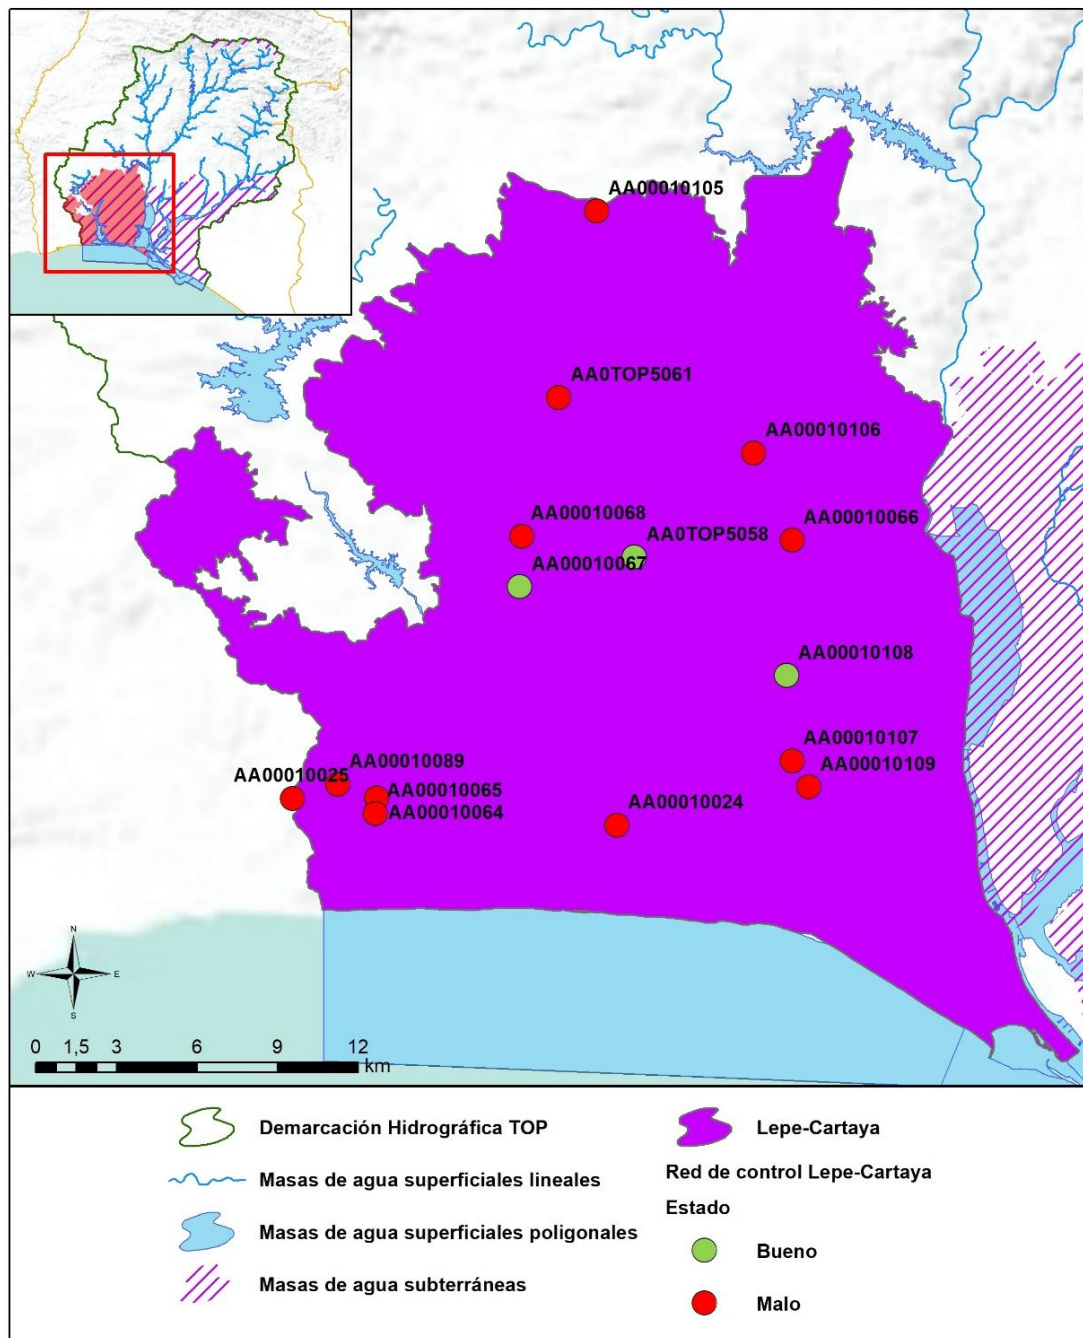 AA00010105
AA0TOP5061
AA00010106
AA00010068
AA0TOP5058
AA00010066
AA00010067
AA00010108
AA00010107
AA00010109
AA00010089
AA00010025
AA00010065
AA00010064
AA00010024
N
W E
S
0 1,5 3 6 9 12
km
Demarcación Hidrográfica TOP
Masas de agua superficiales lineales
Masas de agua superficiales poligonales
Masas de agua subterráneas
Lepe-Cartaya
Red de control Lepe-Cartaya
Estado
Bueno
Malo